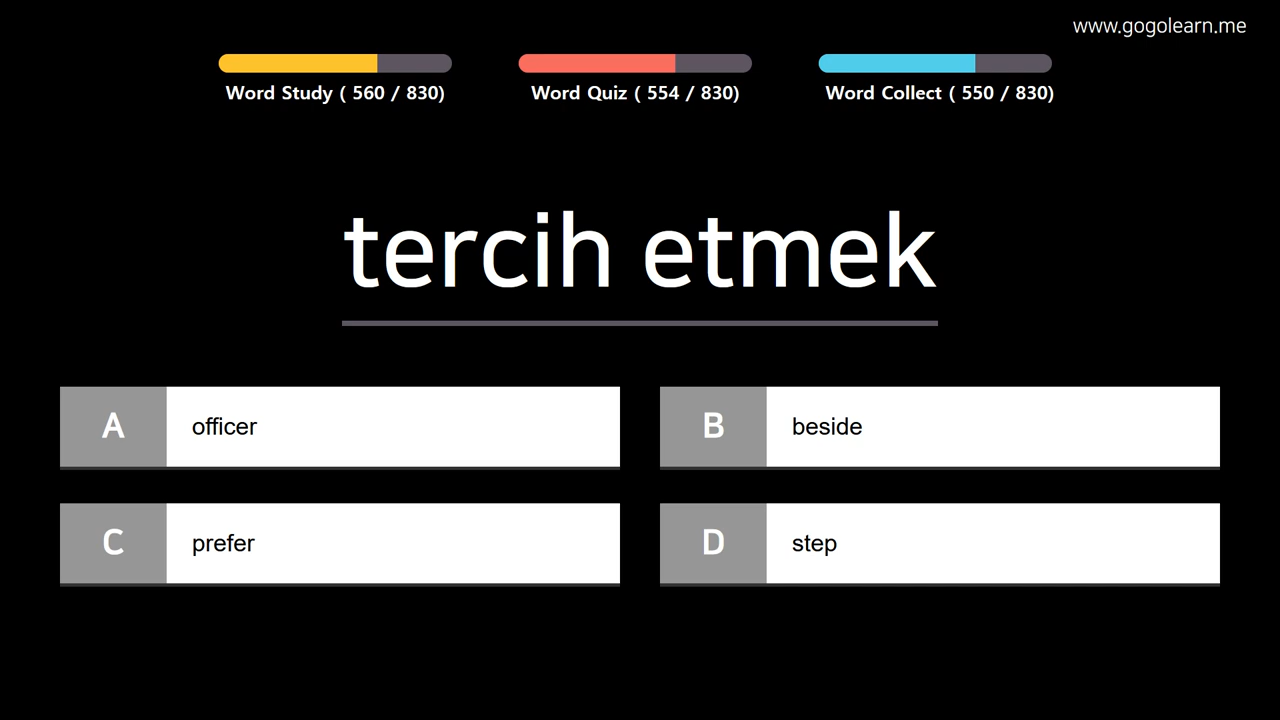 www.gogolearn.me
Word Study ( 560 / 830)
Word Quiz ( 554 / 830)
Word Collect ( 550 / 830)
tercih etmek
A officer
B beside
C prefer
D step